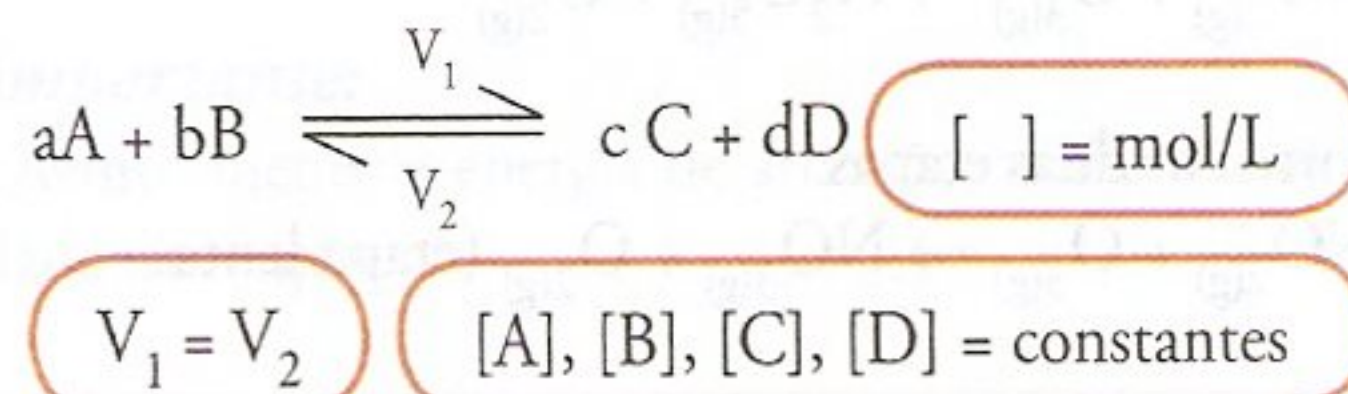 V₁
aA + bB ⇌ c C + dD [ ] = mol/L
V₂
V₁ = V₂ [A], [B], [C], [D] = constantes